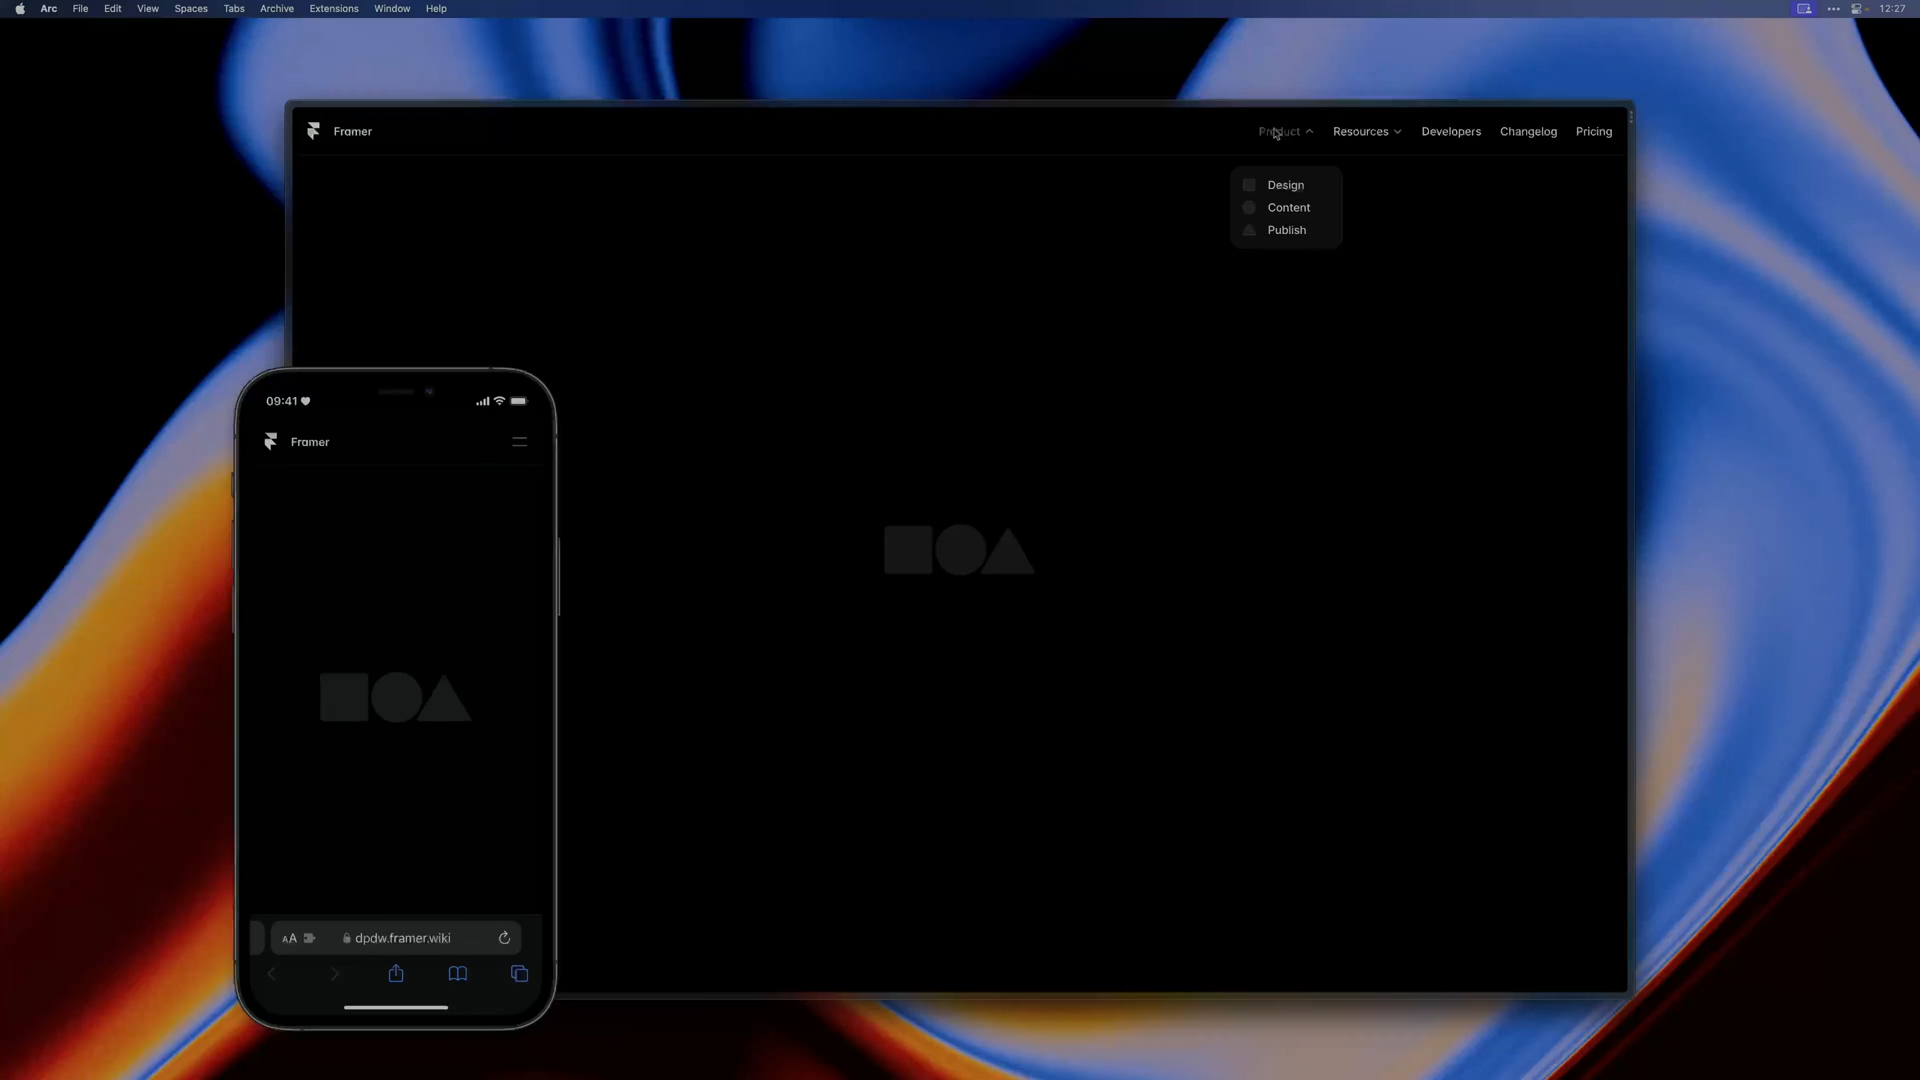 Arc File Edit View Spaces Tabs Archive Extensions Window Help 12:27
Framer Product Resources Developers Changelog Pricing
Design
Content
Publish
09:41
Framer
AA dpdw.framer.wiki